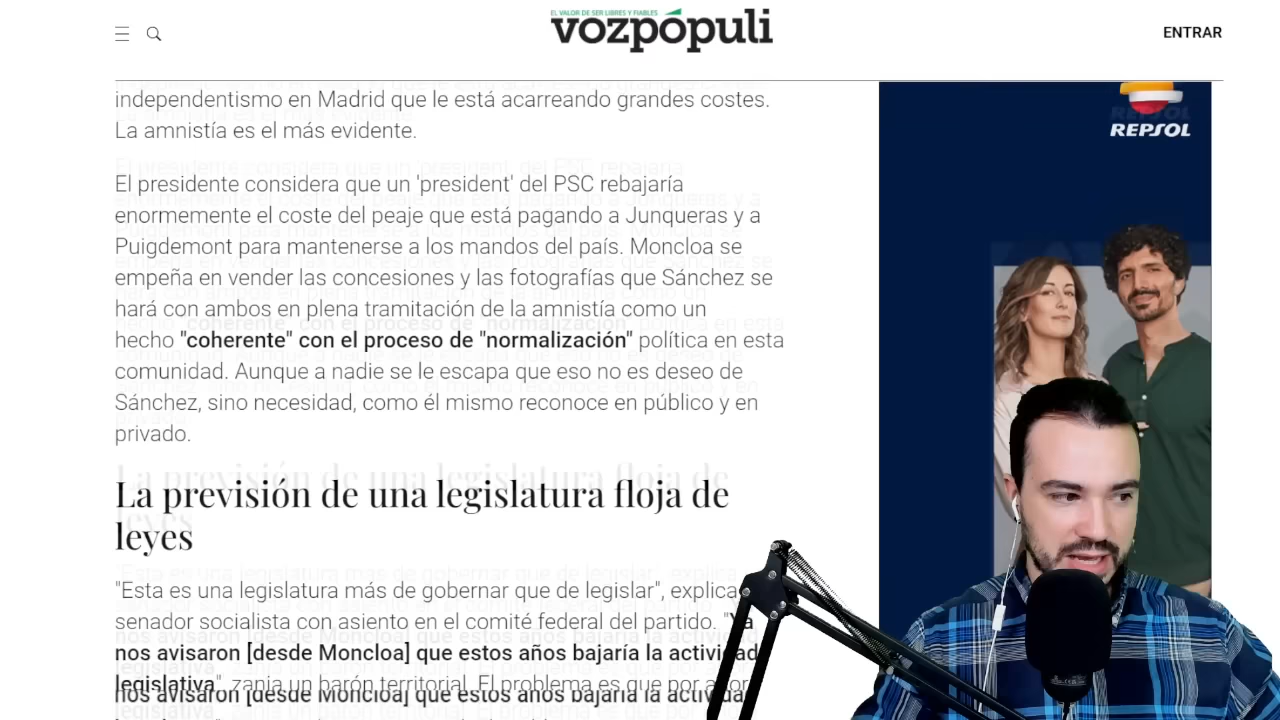 EL VALOR DE SER LIBRES Y FIABLES
vozpópuli
ENTRAR
independentismo en Madrid que le está acarreando grandes costes.
La amnistía es el más evidente.
REPSOL
El presidente considera que un 'president' del PSC rebajaría
enormemente el coste del peaje que está pagando a Junqueras y a
Puigdemont para mantenerse a los mandos del país. Moncloa se
empeña en vender las concesiones y las fotografías que Sánchez se
hará con ambos en plena tramitación de la amnistía como un
hecho "coherente" con el proceso de "normalización" política en esta
comunidad. Aunque a nadie se le escapa que eso no es deseo de
Sánchez, sino necesidad, como él mismo reconoce en público y en
privado.
La previsión de una legislatura floja de
leyes
"Esta es una legislatura más de gobernar que de legislar", explica
senador socialista con asiento en el comité federal del partido. "Ya
nos avisaron [desde Moncloa] que estos años bajaría la actividad
legislativa", zanja un barón territorial. El problema es que por